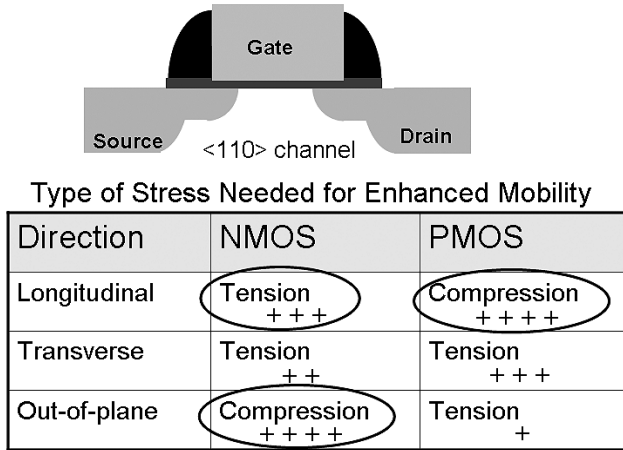 Gate
Source
Drain
<110> channel
Type of Stress Needed for Enhanced Mobility
Direction NMOS PMOS
Longitudinal Tension Compression
+ + + + + + +
Transverse Tension Tension
+ + + + +
Out-of-plane Compression Tension
+ + + + +